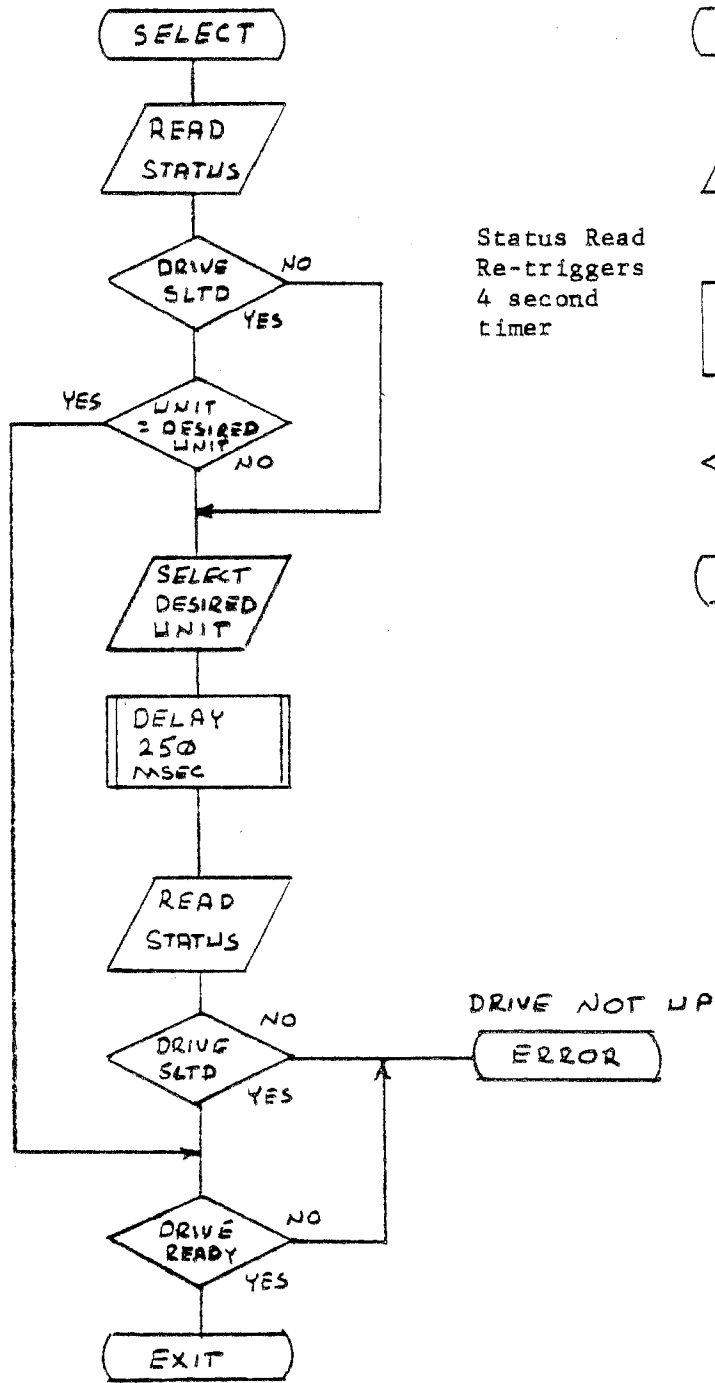 SELECT
READ
STATUS
DRIVE
SLTD
NO
YES
Status Read
Re-triggers
4 second
timer
YES
UNIT
= DESIRED
UNIT
NO
SELECT
DESIRED
UNIT
DELAY
250
MSEC
READ
STATUS
DRIVE
SLTD
NO
YES
DRIVE NOT UP
ERROR
DRIVE
READY
NO
YES
EXIT